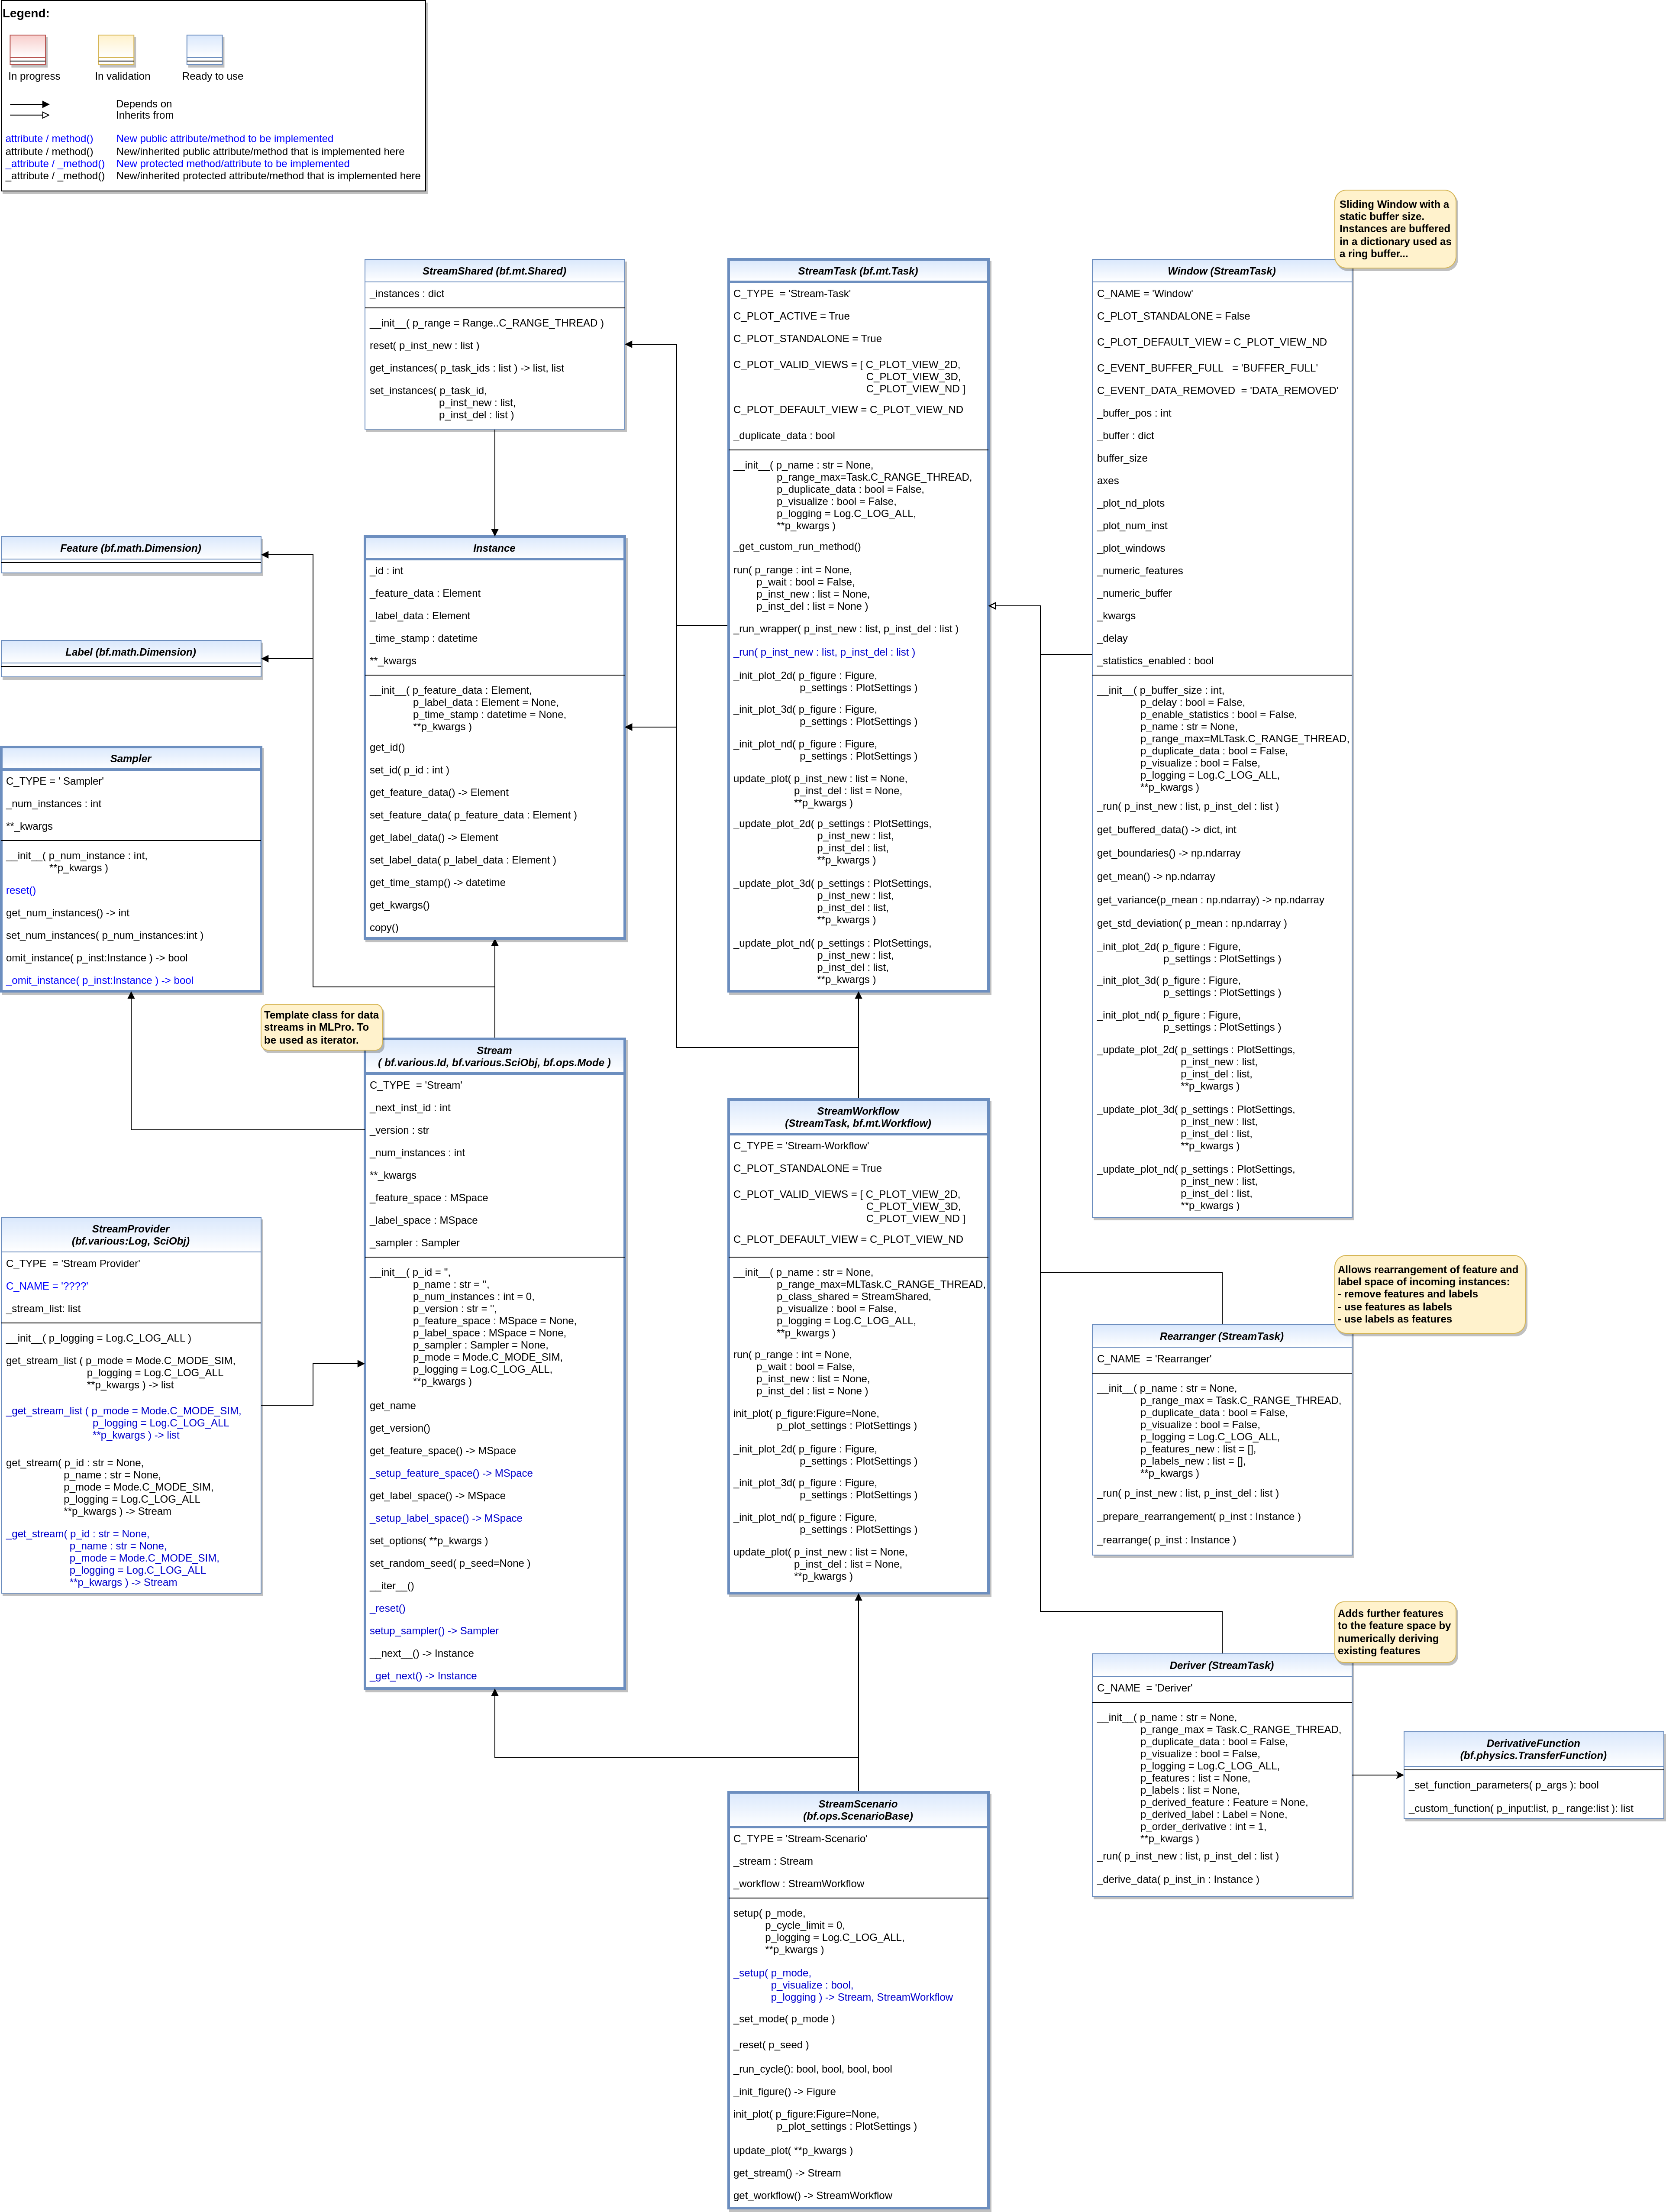 Legend:
In progress
In validation
Ready to use
Depends on
Inherits from
attribute / method() New public attribute/method to be implemented
attribute / method() New/inherited public attribute/method that is implemented here
_attribute / _method() New protected method/attribute to be implemented
_attribute / _method() New/inherited protected attribute/method that is implemented here
Sliding Window with a
static buffer size.
Instances are buffered
in a dictionary used as
a ring buffer...
StreamShared (bf.mt.Shared)
_instances : dict
__init__( p_range = Range..C_RANGE_THREAD )
reset( p_inst_new : list )
get_instances( p_task_ids : list ) -> list, list
set_instances( p_task_id,
p_inst_new : list,
p_inst_del : list )
StreamTask (bf.mt.Task)
C_TYPE  = 'Stream-Task'
C_PLOT_ACTIVE = True
C_PLOT_STANDALONE = True
C_PLOT_VALID_VIEWS = [ C_PLOT_VIEW_2D,
C_PLOT_VIEW_3D,
C_PLOT_VIEW_ND ]
C_PLOT_DEFAULT_VIEW = C_PLOT_VIEW_ND
_duplicate_data : bool
__init__( p_name : str = None,
p_range_max=Task.C_RANGE_THREAD,
p_duplicate_data : bool = False,
p_visualize : bool = False,
p_logging = Log.C_LOG_ALL,
**p_kwargs )
_get_custom_run_method()
run( p_range : int = None,
p_wait : bool = False,
p_inst_new : list = None,
p_inst_del : list = None )
_run_wrapper( p_inst_new : list, p_inst_del : list )
_run( p_inst_new : list, p_inst_del : list )
_init_plot_2d( p_figure : Figure,
p_settings : PlotSettings )
_init_plot_3d( p_figure : Figure,
p_settings : PlotSettings )
_init_plot_nd( p_figure : Figure,
p_settings : PlotSettings )
update_plot( p_inst_new : list = None,
p_inst_del : list = None,
**p_kwargs )
_update_plot_2d( p_settings : PlotSettings,
p_inst_new : list,
p_inst_del : list,
**p_kwargs )
_update_plot_3d( p_settings : PlotSettings,
p_inst_new : list,
p_inst_del : list,
**p_kwargs )
_update_plot_nd( p_settings : PlotSettings,
p_inst_new : list,
p_inst_del : list,
**p_kwargs )
Window (StreamTask)
C_NAME = 'Window'
C_PLOT_STANDALONE = False
C_PLOT_DEFAULT_VIEW = C_PLOT_VIEW_ND
C_EVENT_BUFFER_FULL   = 'BUFFER_FULL'
C_EVENT_DATA_REMOVED  = 'DATA_REMOVED'
_buffer_pos : int
_buffer : dict
buffer_size
axes
_plot_nd_plots
_plot_num_inst
_plot_windows
_numeric_features
_numeric_buffer
_kwargs
_delay
_statistics_enabled : bool
__init__( p_buffer_size : int,
p_delay : bool = False,
p_enable_statistics : bool = False,
p_name : str = None,
p_range_max=MLTask.C_RANGE_THREAD,
p_duplicate_data : bool = False,
p_visualize : bool = False,
p_logging = Log.C_LOG_ALL,
**p_kwargs )
_run( p_inst_new : list, p_inst_del : list )
get_buffered_data() -> dict, int
get_boundaries() -> np.ndarray
get_mean() -> np.ndarray
get_variance(p_mean : np.ndarray) -> np.ndarray
get_std_deviation( p_mean : np.ndarray )
_init_plot_2d( p_figure : Figure,
p_settings : PlotSettings )
_init_plot_3d( p_figure : Figure,
p_settings : PlotSettings )
_init_plot_nd( p_figure : Figure,
p_settings : PlotSettings )
_update_plot_2d( p_settings : PlotSettings,
p_inst_new : list,
p_inst_del : list,
**p_kwargs )
_update_plot_3d( p_settings : PlotSettings,
p_inst_new : list,
p_inst_del : list,
**p_kwargs )
_update_plot_nd( p_settings : PlotSettings,
p_inst_new : list,
p_inst_del : list,
**p_kwargs )
Feature (bf.math.Dimension)
Label (bf.math.Dimension)
Instance
_id : int
_feature_data : Element
_label_data : Element
_time_stamp : datetime
**_kwargs
__init__( p_feature_data : Element,
p_label_data : Element = None,
p_time_stamp : datetime = None,
**p_kwargs )
get_id()
set_id( p_id : int )
get_feature_data() -> Element
set_feature_data( p_feature_data : Element )
get_label_data() -> Element
set_label_data( p_label_data : Element )
get_time_stamp() -> datetime
get_kwargs()
copy()
Sampler
C_TYPE = ' Sampler'
_num_instances : int
**_kwargs
__init__( p_num_instance : int,
**p_kwargs )
reset()
get_num_instances() -> int
set_num_instances( p_num_instances:int )
omit_instance( p_inst:Instance ) -> bool
_omit_instance( p_inst:Instance ) -> bool
Template class for data
streams in MLPro. To
be used as iterator.
Stream
( bf.various.Id, bf.various.SciObj, bf.ops.Mode )
C_TYPE  = 'Stream'
_next_inst_id : int
_version : str
_num_instances : int
**_kwargs
_feature_space : MSpace
_label_space : MSpace
_sampler : Sampler
__init__( p_id = '',
p_name : str = '',
p_num_instances : int = 0,
p_version : str = '',
p_feature_space : MSpace = None,
p_label_space : MSpace = None,
p_sampler : Sampler = None,
p_mode = Mode.C_MODE_SIM,
p_logging = Log.C_LOG_ALL,
**p_kwargs )
get_name
get_version()
get_feature_space() -> MSpace
_setup_feature_space() -> MSpace
get_label_space() -> MSpace
_setup_label_space() -> MSpace
set_options( **p_kwargs )
set_random_seed( p_seed=None )
__iter__()
_reset()
setup_sampler() -> Sampler
__next__() -> Instance
_get_next() -> Instance
StreamProvider
(bf.various:Log, SciObj)
C_TYPE  = 'Stream Provider'
C_NAME = '????'
_stream_list: list
__init__( p_logging = Log.C_LOG_ALL )
get_stream_list ( p_mode = Mode.C_MODE_SIM,
p_logging = Log.C_LOG_ALL
**p_kwargs ) -> list
_get_stream_list ( p_mode = Mode.C_MODE_SIM,
p_logging = Log.C_LOG_ALL
**p_kwargs ) -> list
get_stream( p_id : str = None,
p_name : str = None,
p_mode = Mode.C_MODE_SIM,
p_logging = Log.C_LOG_ALL
**p_kwargs ) -> Stream
_get_stream( p_id : str = None,
p_name : str = None,
p_mode = Mode.C_MODE_SIM,
p_logging = Log.C_LOG_ALL
**p_kwargs ) -> Stream
StreamWorkflow
(StreamTask, bf.mt.Workflow)
C_TYPE = 'Stream-Workflow'
C_PLOT_STANDALONE = True
C_PLOT_VALID_VIEWS = [ C_PLOT_VIEW_2D,
C_PLOT_VIEW_3D,
C_PLOT_VIEW_ND ]
C_PLOT_DEFAULT_VIEW = C_PLOT_VIEW_ND
__init__( p_name : str = None,
p_range_max=MLTask.C_RANGE_THREAD,
p_class_shared = StreamShared,
p_visualize : bool = False,
p_logging = Log.C_LOG_ALL,
**p_kwargs )
run( p_range : int = None,
p_wait : bool = False,
p_inst_new : list = None,
p_inst_del : list = None )
init_plot( p_figure:Figure=None,
p_plot_settings : PlotSettings )
_init_plot_2d( p_figure : Figure,
p_settings : PlotSettings )
_init_plot_3d( p_figure : Figure,
p_settings : PlotSettings )
_init_plot_nd( p_figure : Figure,
p_settings : PlotSettings )
update_plot( p_inst_new : list = None,
p_inst_del : list = None,
**p_kwargs )
Allows rearrangement of feature and
label space of incoming instances:
- remove features and labels
- use features as labels
- use labels as features
Rearranger (StreamTask)
C_NAME  = 'Rearranger'
__init__( p_name : str = None,
p_range_max = Task.C_RANGE_THREAD,
p_duplicate_data : bool = False,
p_visualize : bool = False,
p_logging = Log.C_LOG_ALL,
p_features_new : list = [],
p_labels_new : list = [],
**p_kwargs )
_run( p_inst_new : list, p_inst_del : list )
_prepare_rearrangement( p_inst : Instance )
_rearrange( p_inst : Instance )
Adds further features
to the feature space by
numerically deriving
existing features
Deriver (StreamTask)
C_NAME  = 'Deriver'
__init__( p_name : str = None,
p_range_max = Task.C_RANGE_THREAD,
p_duplicate_data : bool = False,
p_visualize : bool = False,
p_logging = Log.C_LOG_ALL,
p_features : list = None,
p_labels : list = None,
p_derived_feature : Feature = None,
p_derived_label : Label = None,
p_order_derivative : int = 1,
**p_kwargs )
_run( p_inst_new : list, p_inst_del : list )
_derive_data( p_inst_in : Instance )
DerivativeFunction
(bf.physics.TransferFunction)
_set_function_parameters( p_args ): bool
_custom_function( p_input:list, p_ range:list ): list
StreamScenario
(bf.ops.ScenarioBase)
C_TYPE = 'Stream-Scenario'
_stream : Stream
_workflow : StreamWorkflow
setup( p_mode,
p_cycle_limit = 0,
p_logging = Log.C_LOG_ALL,
**p_kwargs )
_setup( p_mode,
p_visualize : bool,
p_logging ) -> Stream, StreamWorkflow
_set_mode( p_mode )
_reset( p_seed )
_run_cycle(): bool, bool, bool, bool
_init_figure() -> Figure
init_plot( p_figure:Figure=None,
p_plot_settings : PlotSettings )
update_plot( **p_kwargs )
get_stream() -> Stream
get_workflow() -> StreamWorkflow